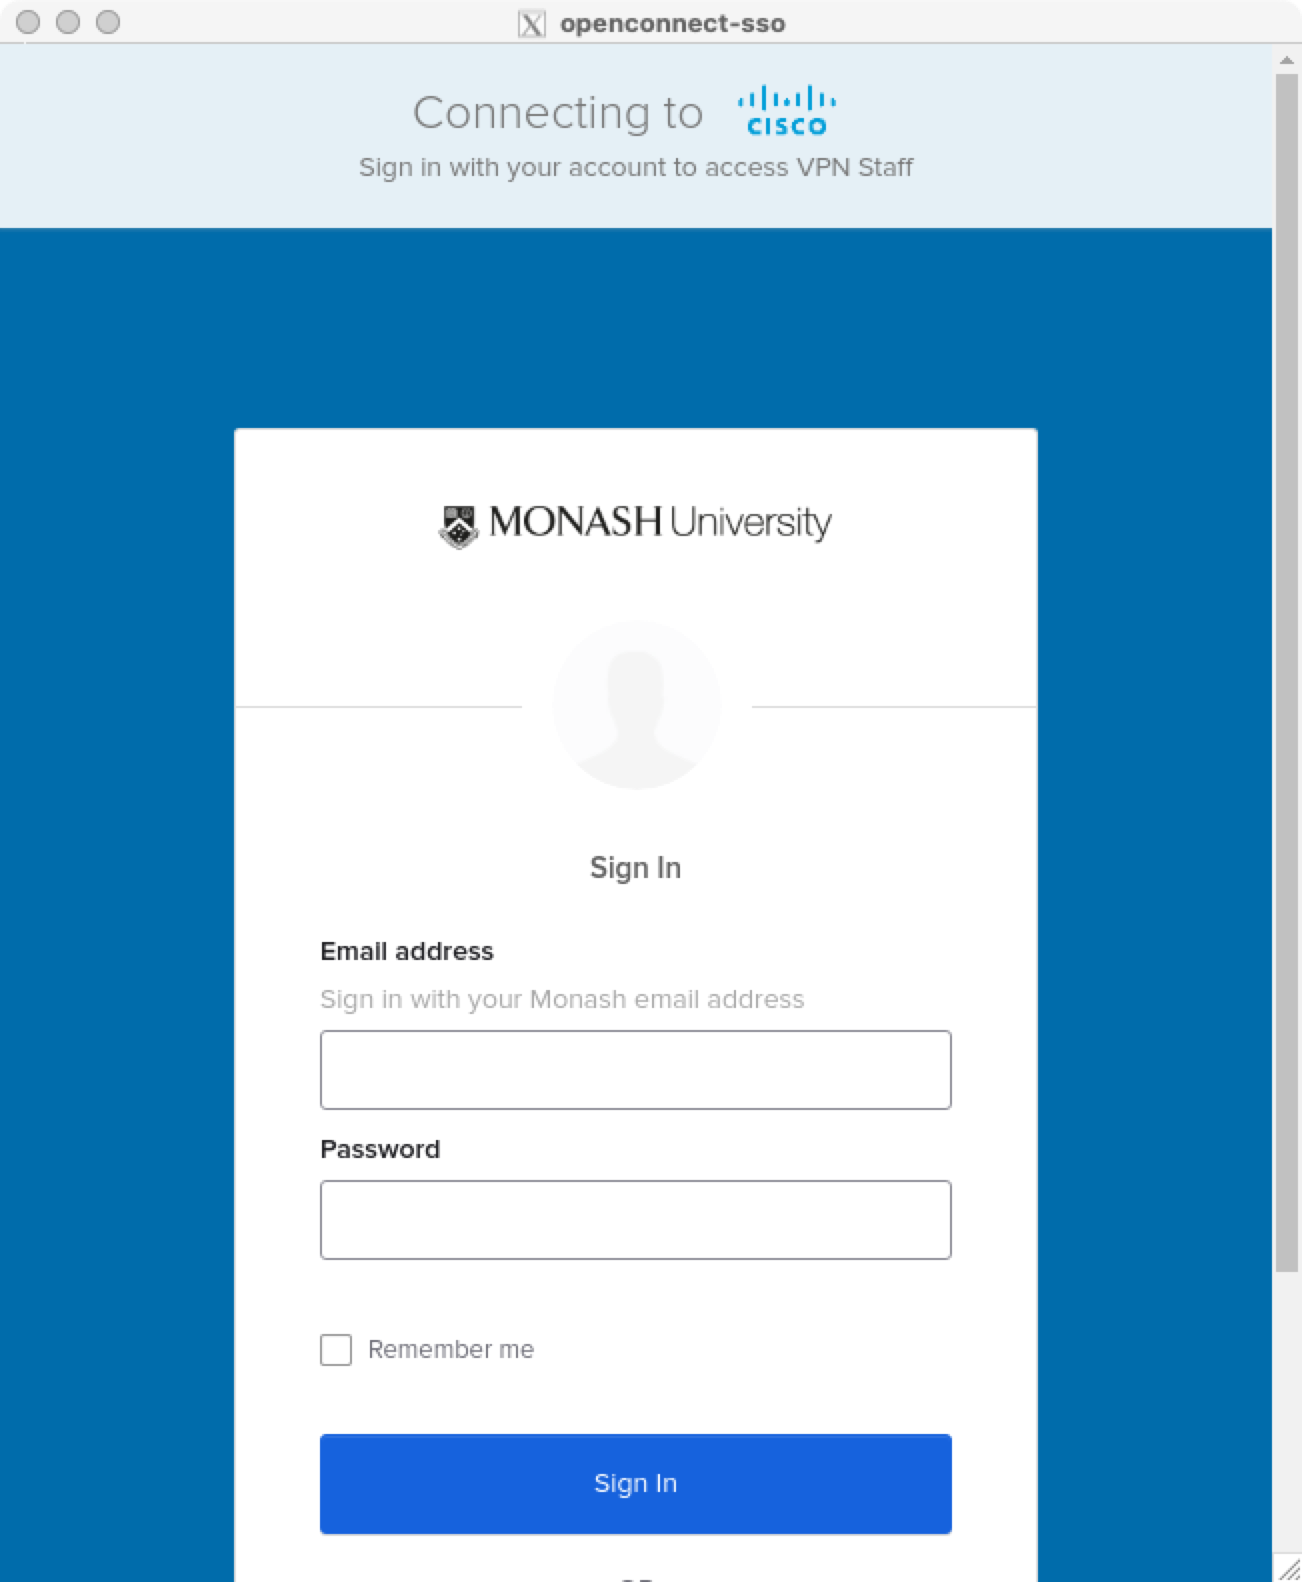 openconnect-sso
Connecting to CISCO
Sign in with your account to access VPN Staff
MONASH University
Sign In
Email address
Sign in with your Monash email address
Password
Remember me
Sign In